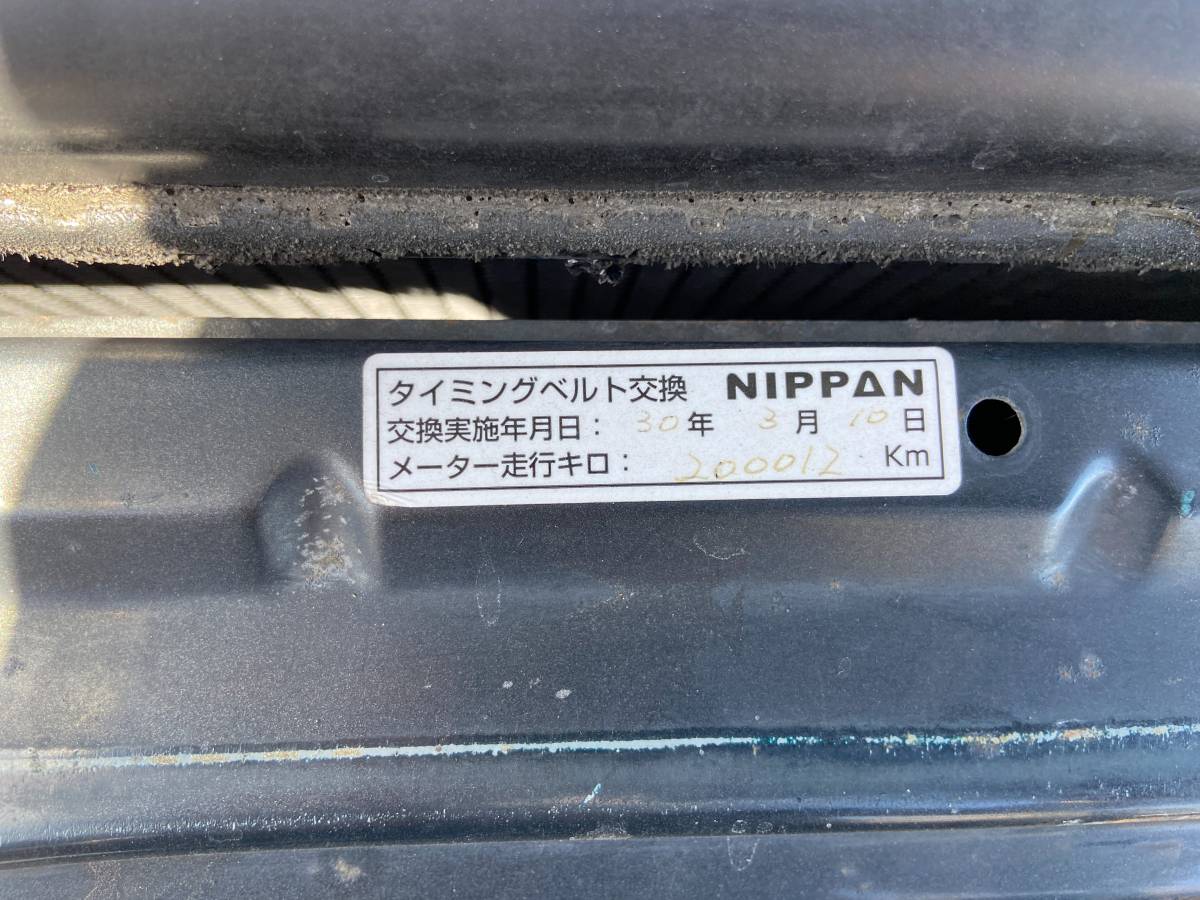 タイミングベルト交換 NIPPAN
交換実施年月日： 30年 3月 10日
メーター走行キロ： 200012 Km